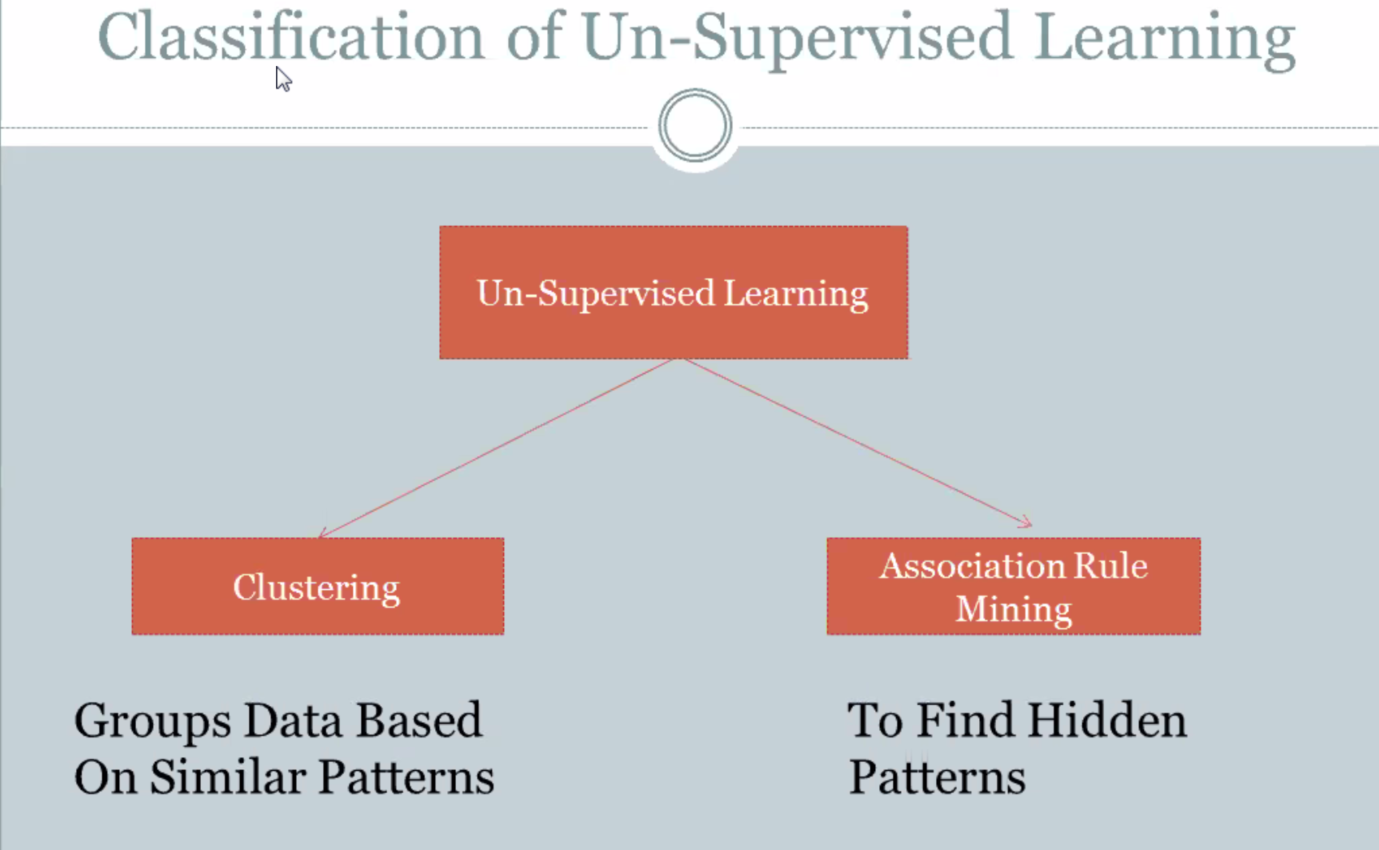 Classification of Un-Supervised Learning
Un-Supervised Learning
Clustering
Association Rule
Mining
Groups Data Based
On Similar Patterns
To Find Hidden
Patterns